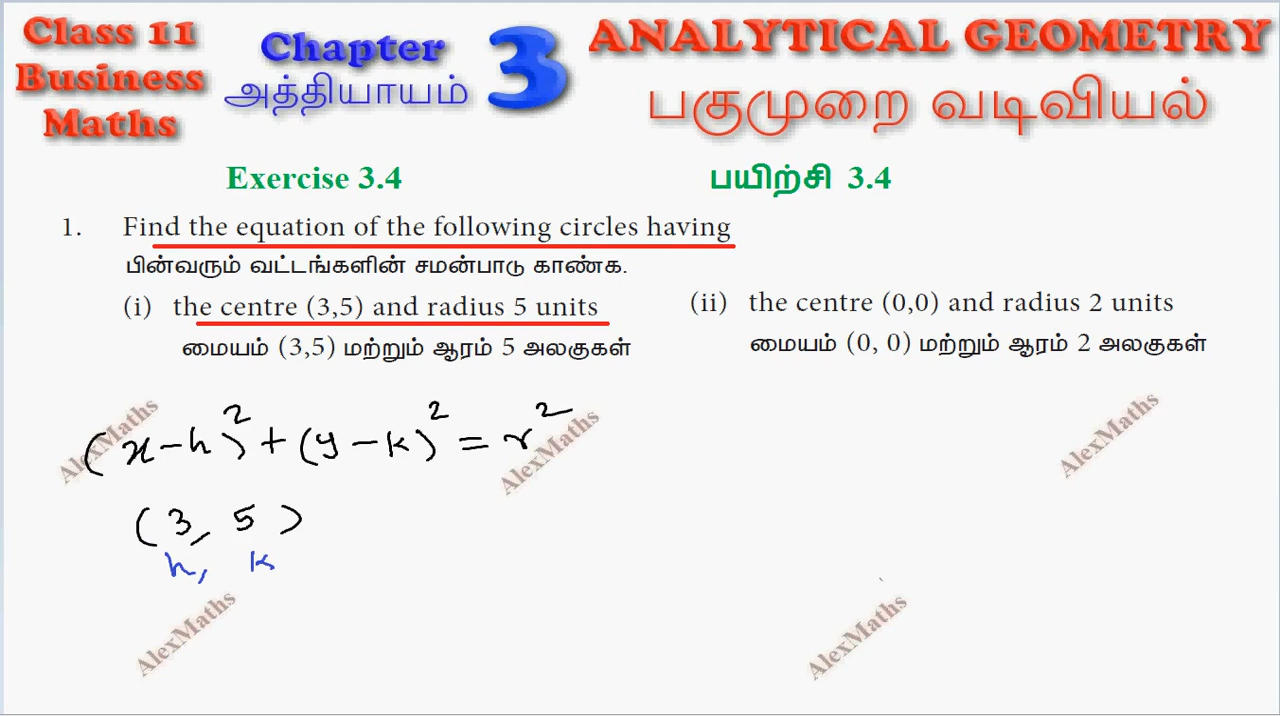 Class 11
Business
Maths
Chapter
அத்தியாயம்
3
ANALYTICAL GEOMETRY
பகுமுறை வடிவியல்
Exercise 3.4
பயிற்சி 3.4
1. Find the equation of the following circles having
பின்வரும் வட்டங்களின் சமன்பாடு காண்க.
(i) the centre (3,5) and radius 5 units
மையம் (3,5) மற்றும் ஆரம் 5 அலகுகள்
(ii) the centre (0,0) and radius 2 units
மையம் (0, 0) மற்றும் ஆரம் 2 அலகுகள்
(x-h)²+(y-k)²=r²
(3, 5)
h, k
AlexMaths
AlexMaths
AlexMaths
AlexMaths
AlexMaths